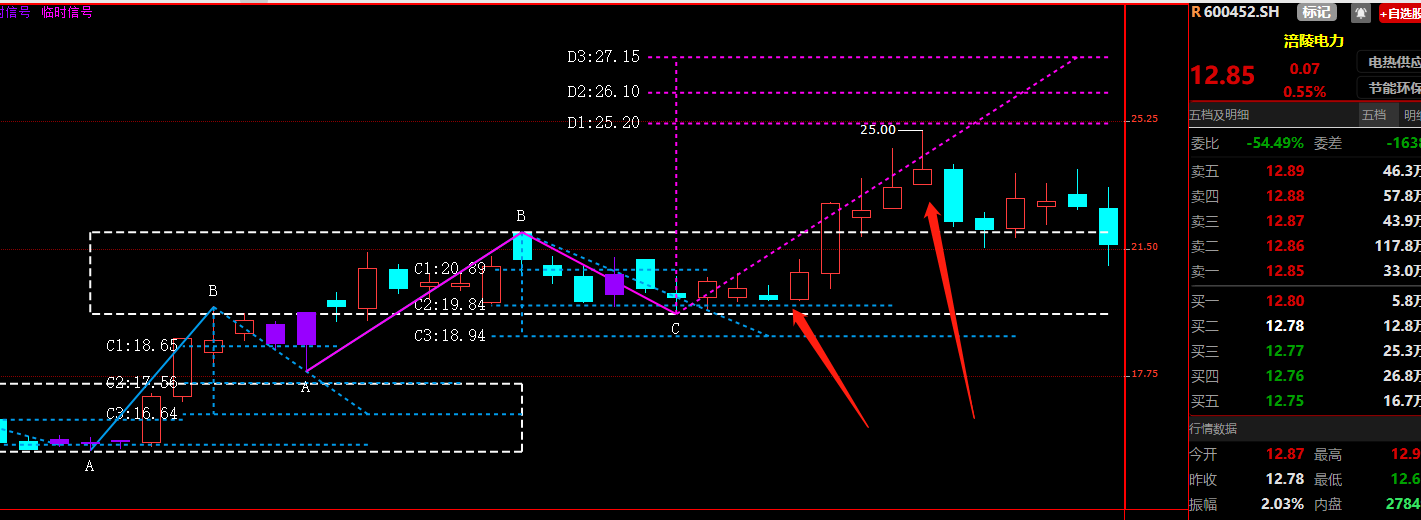 时信号 临时信号
D3:27.15
D2:26.10
D1:25.20
25.00
B
C1:20.89
C2:19.84
C3:18.94
C
B
C1:18.65
C2:17.56
C3:16.64
A
A
25.25
21.50
17.75
R 600452.SH 标记 +自选股
涪陵电力
12.85 0.07 电热供应
0.55% 节能环保
五档及明细 五档 明细
委比 -54.49% 委差 -1638
卖五 12.89 46.3万
卖四 12.88 57.8万
卖三 12.87 43.9万
卖二 12.86 117.8万
卖一 12.85 33.0万
买一 12.80 5.8万
买二 12.78 12.8万
买三 12.77 25.3万
买四 12.76 26.8万
买五 12.75 16.7万
行情数据
今开 12.87 最高 12.9
昨收 12.78 最低 12.6
振幅 2.03% 内盘 2784